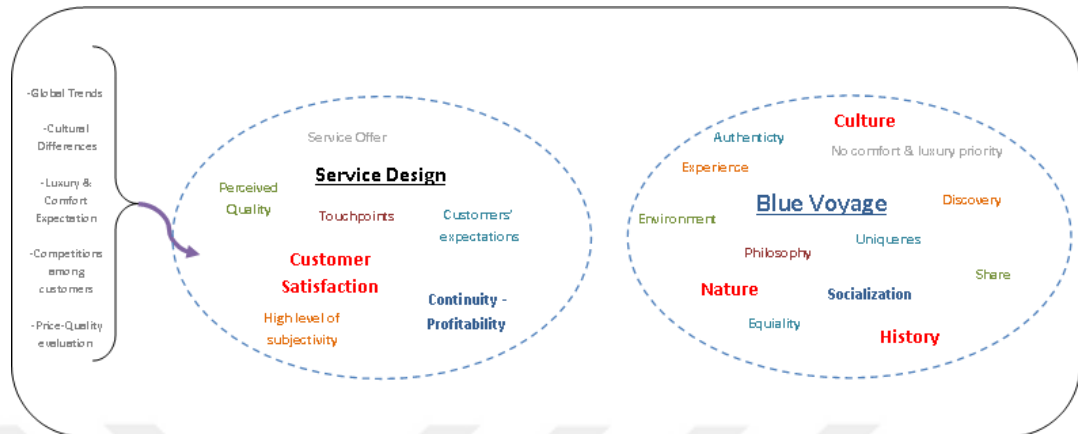 -Global Trends
-Cultural
Differences
-Luxury &
Comfort
Expectation
-Competitions
among
customers
-Price-Quality
evaluation
Service Offer
Service Design
Perceived
Quality
Touchpoints
Customers'
expectations
Customer
Satisfaction
Continuity -
Profitability
High level of
subjectivity
Culture
Authenticty
No comfort & luxury priority
Experience
Blue Voyage
Discovery
Environment
Uniquenes
Philosophy
Share
Nature
Socialization
Equiality
History